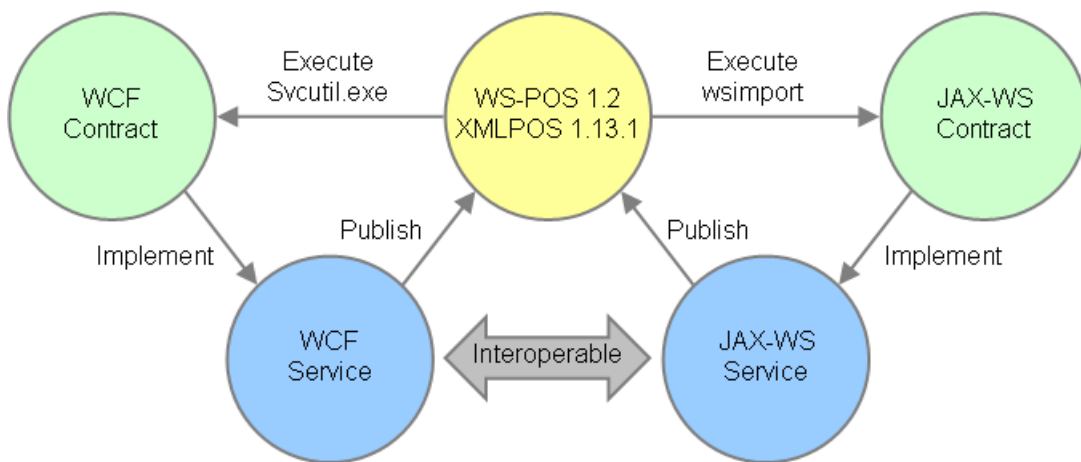 Execute
Svcutil.exe
Execute
wsimport
WCF
Contract
WS-POS 1.2
XMLPOS 1.13.1
JAX-WS
Contract
Implement
Publish
Publish
Implement
WCF
Service
Interoperable
JAX-WS
Service